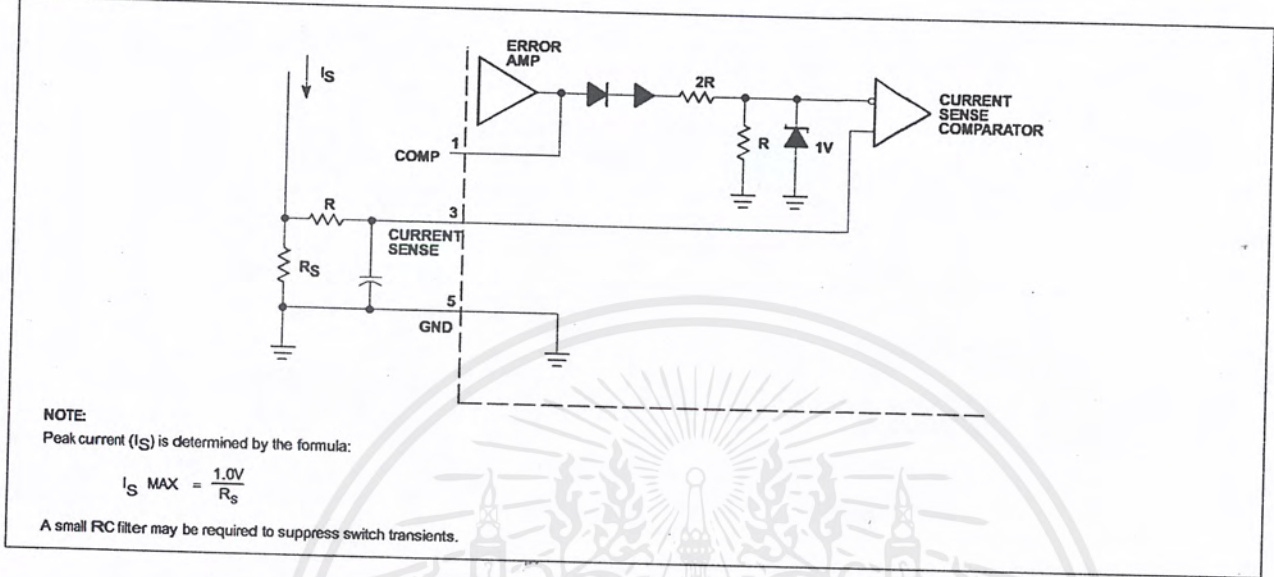 ERROR
AMP
IS
2R
CURRENT
SENSE
COMPARATOR
1
COMP
R
1V
R
3
CURRENT
SENSE
RS
5
GND
NOTE:
Peak current (IS) is determined by the formula:
IS MAX = 1.0V / RS
A small RC filter may be required to suppress switch transients.